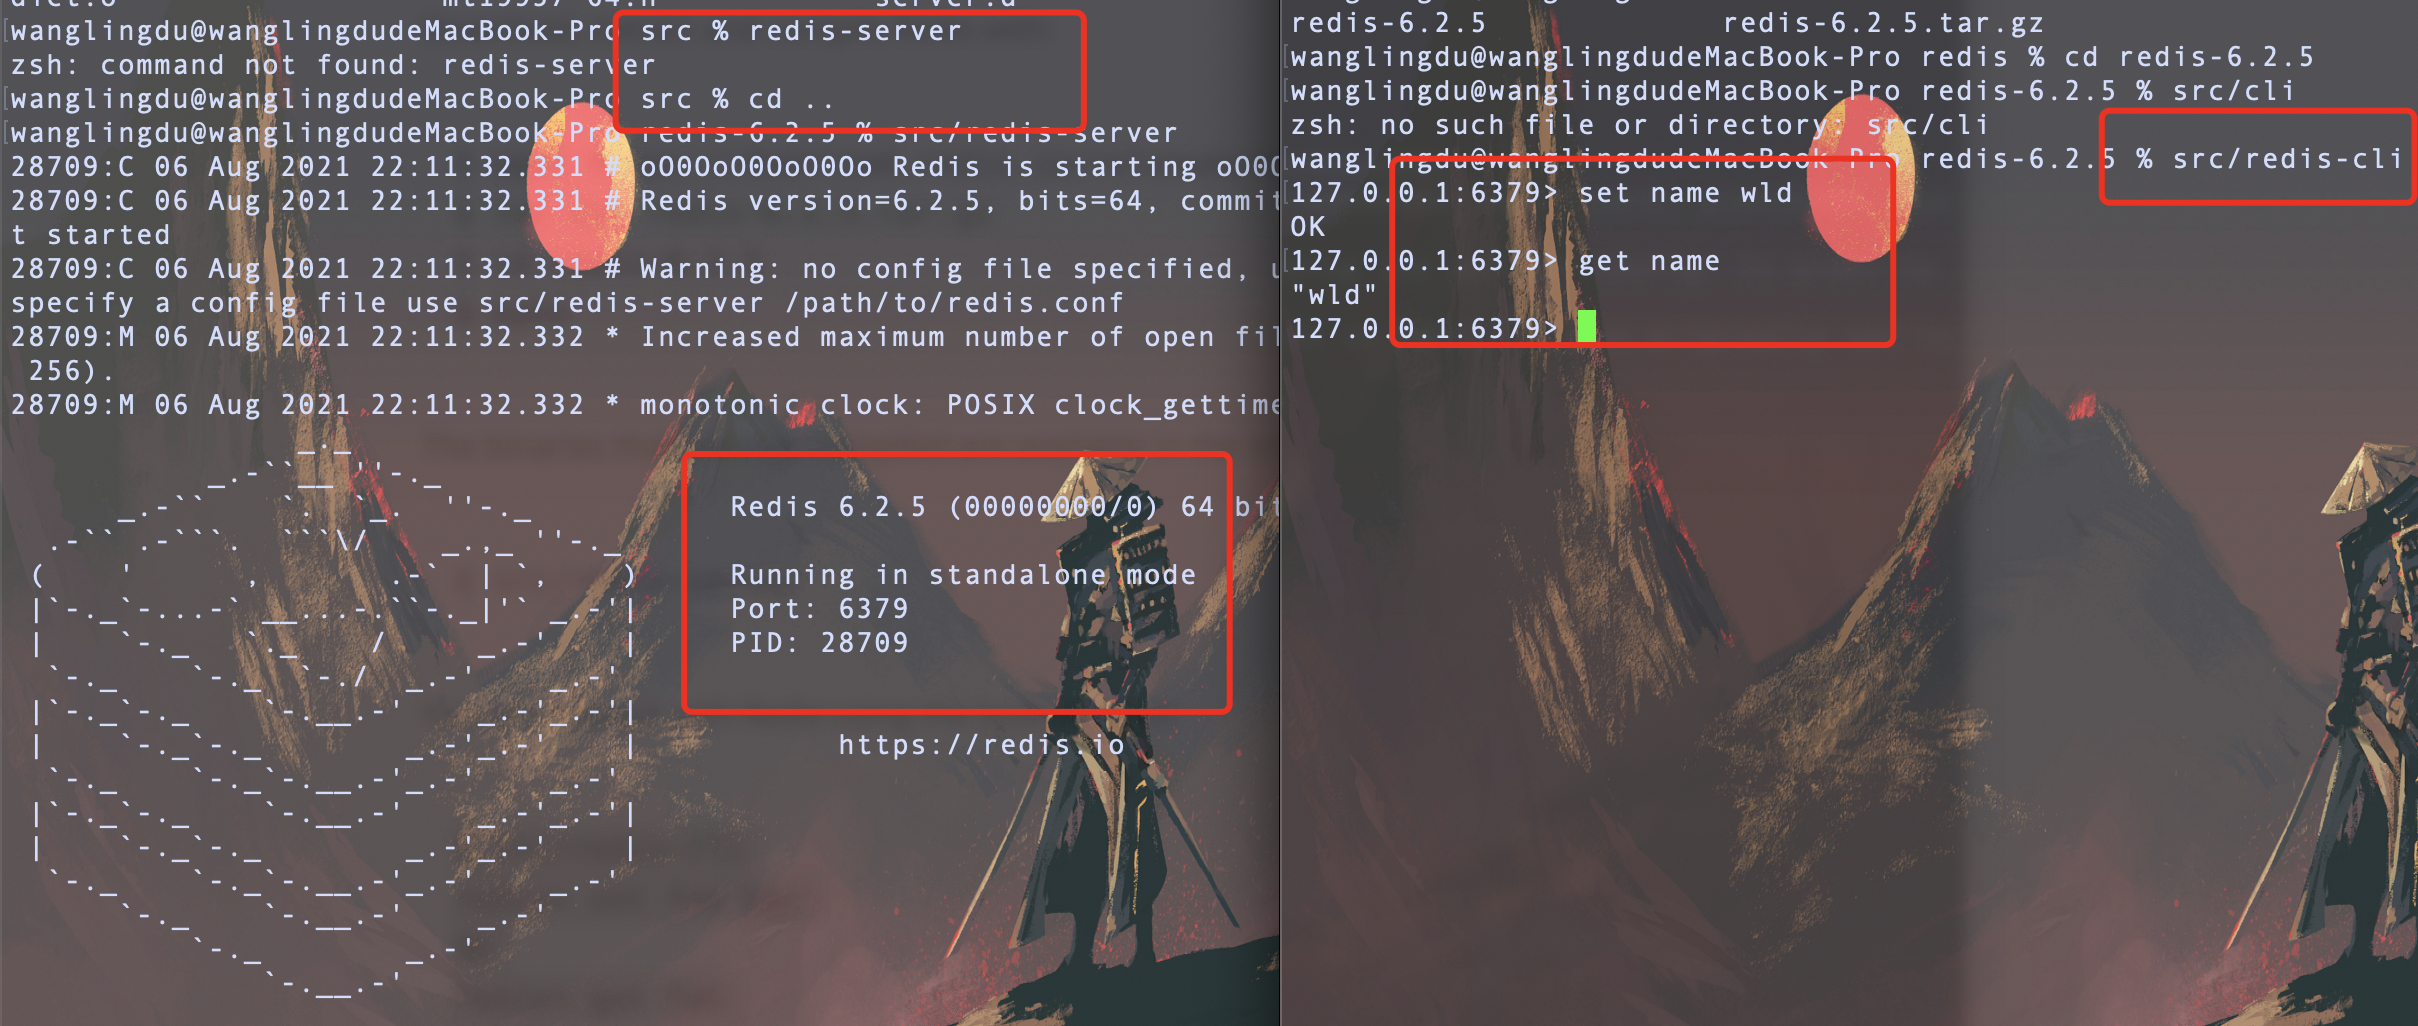 dict.o mt19937-64.h server.d
wanglingdu@wanglingdudeMacBook-Pro src % redis-server
zsh: command not found: redis-server
wanglingdu@wanglingdudeMacBook-Pro src % cd ..
wanglingdu@wanglingdudeMacBook-Pro redis-6.2.5 % src/redis-server
28709:C 06 Aug 2021 22:11:32.331 # oO0OoO0OoO0Oo Redis is starting oO0O
28709:C 06 Aug 2021 22:11:32.331 # Redis version=6.2.5, bits=64, commit
t started
28709:C 06 Aug 2021 22:11:32.331 # Warning: no config file specified, u
specify a config file use src/redis-server /path/to/redis.conf
28709:M 06 Aug 2021 22:11:32.332 * Increased maximum number of open fil
256).
28709:M 06 Aug 2021 22:11:32.332 * monotonic clock: POSIX clock_gettime
Redis 6.2.5 (00000000/0) 64 bit
Running in standalone mode
Port: 6379
PID: 28709
https://redis.io
redis-6.2.5 redis-6.2.5.tar.gz
wanglingdu@wanglingdudeMacBook-Pro redis % cd redis-6.2.5
wanglingdu@wanglingdudeMacBook-Pro redis-6.2.5 % src/cli
zsh: no such file or directory: src/cli
wanglingdu@wanglingdudeMacBook-Pro redis-6.2.5 % src/redis-cli
127.0.0.1:6379> set name wld
OK
127.0.0.1:6379> get name
"wld"
127.0.0.1:6379>